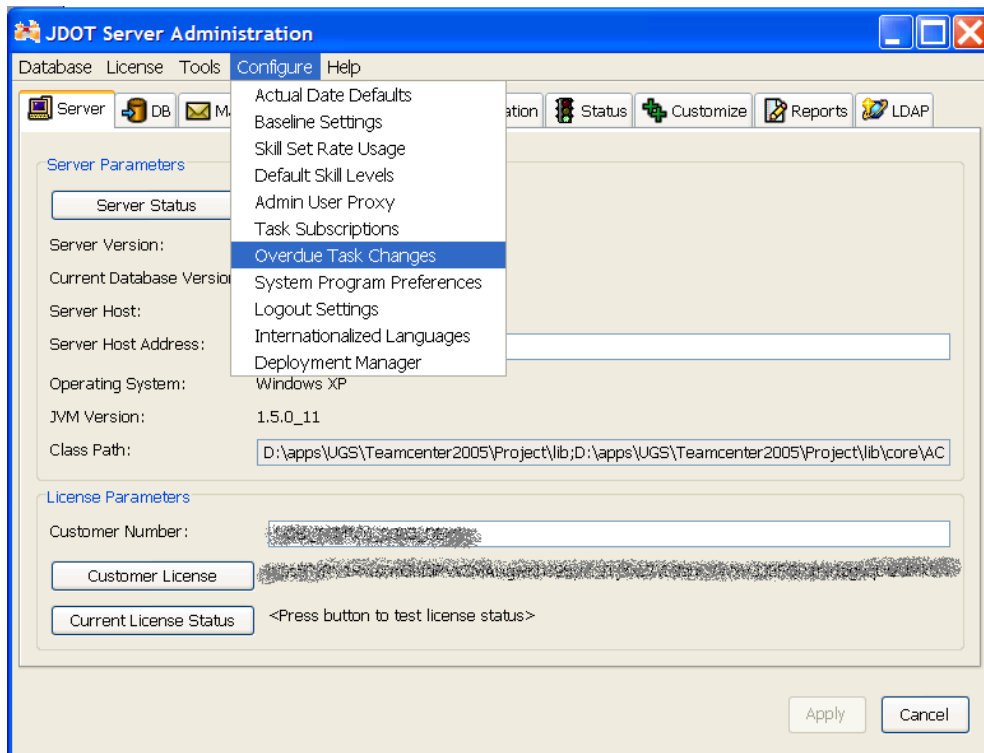 JDOT Server Administration
Database License Tools Configure Help
Actual Date Defaults
Baseline Settings
Skill Set Rate Usage
Default Skill Levels
Admin User Proxy
Task Subscriptions
Overdue Task Changes
System Program Preferences
Logout Settings
Internationalized Languages
Deployment Manager
Server DB Status Customize Reports LDAP
Server Parameters
Server Status
Server Version:
Current Database
Server Host:
Server Host Address:
Operating System: Windows XP
JVM Version: 1.5.0_11
Class Path: D:\apps\UGS\Teamcenter2005\Project\lib;D:\apps\UGS\Teamcenter2005\Project\lib\core\AC
License Parameters
Customer Number:
Customer License
Current License Status <Press button to test license status>
Apply Cancel